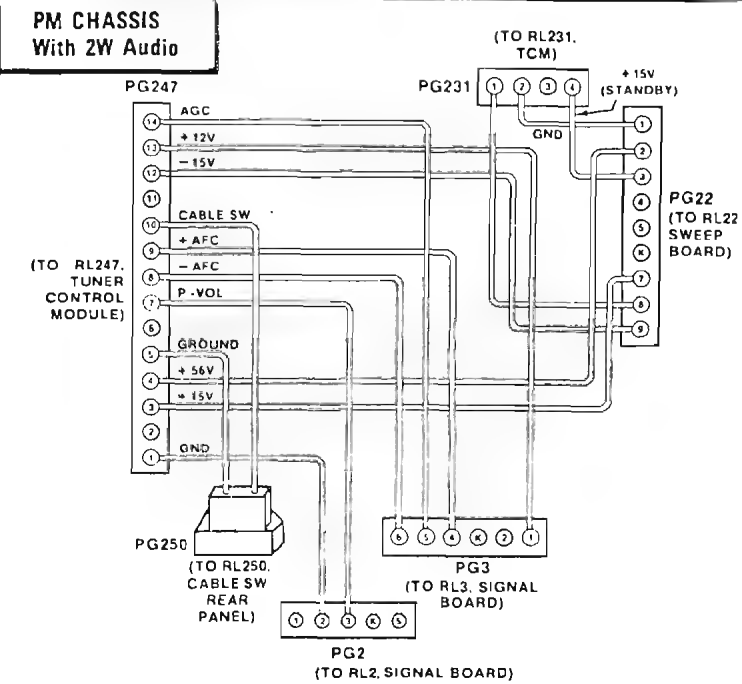 PM CHASSIS
With 2W Audio
(TO RL231,
TCM)
PG231
1 2 3 4
+ 15V
(STANDBY)
GND
PG247
14
13
12
11
10
9
8
7
6
5
4
3
2
1
AGC
+ 12V
- 15V
CABLE SW
+ AFC
- AFC
P -VOL
GROUND
+ 56V
+ 15V
GND
(TO RL247,
TUNER
CONTROL
MODULE)
1
2
3
4
5
K
7
8
9
PG22
(TO RL22
SWEEP
BOARD)
PG250
(TO RL250,
CABLE SW
REAR
PANEL)
6 5 4 K 2 1
PG3
(TO RL3, SIGNAL
BOARD)
1 2 3 K 5
PG2
(TO RL2, SIGNAL BOARD)